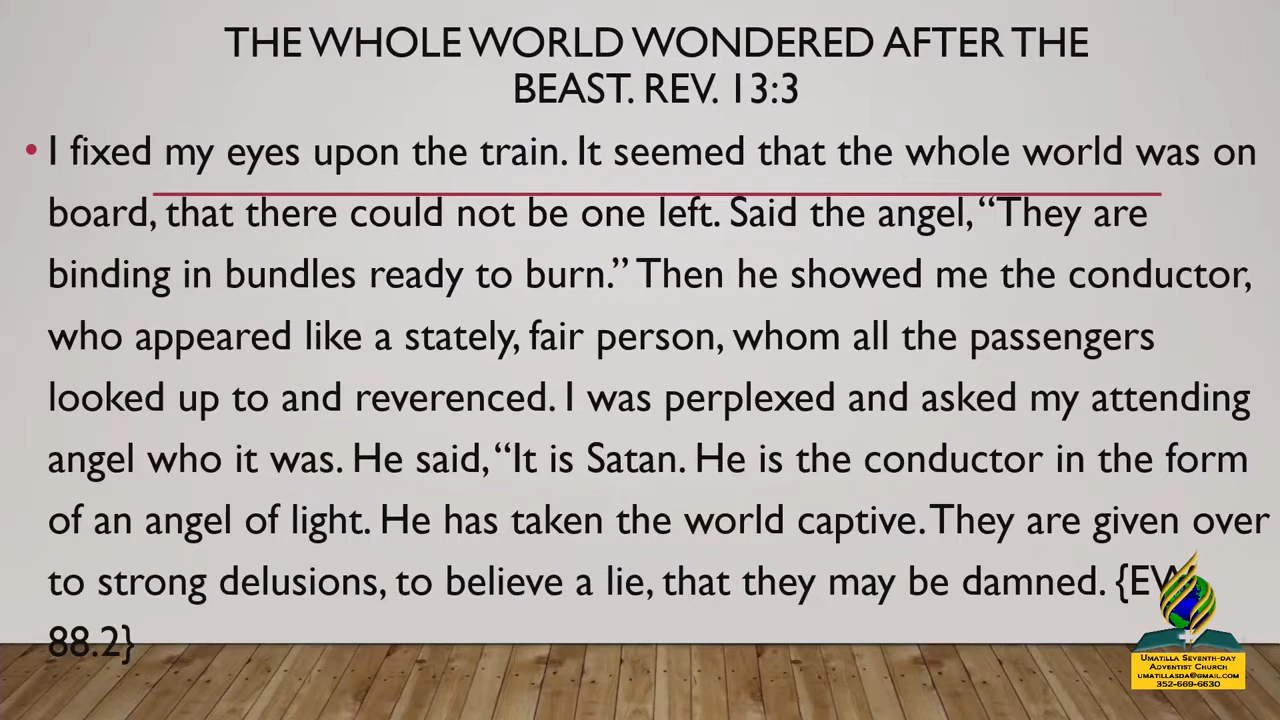 THE WHOLE WORLD WONDERED AFTER THE
BEAST. REV. 13:3
• I fixed my eyes upon the train. It seemed that the whole world was on
board, that there could not be one left. Said the angel, “They are
binding in bundles ready to burn.” Then he showed me the conductor,
who appeared like a stately, fair person, whom all the passengers
looked up to and reverenced. I was perplexed and asked my attending
angel who it was. He said, “It is Satan. He is the conductor in the form
of an angel of light. He has taken the world captive. They are given over
to strong delusions, to believe a lie, that they may be damned. {EW
88.2}
UMATILLA SEVENTH-DAY
ADVENTIST CHURCH
UMATILLASDA@GMAIL.COM
352-669-6630